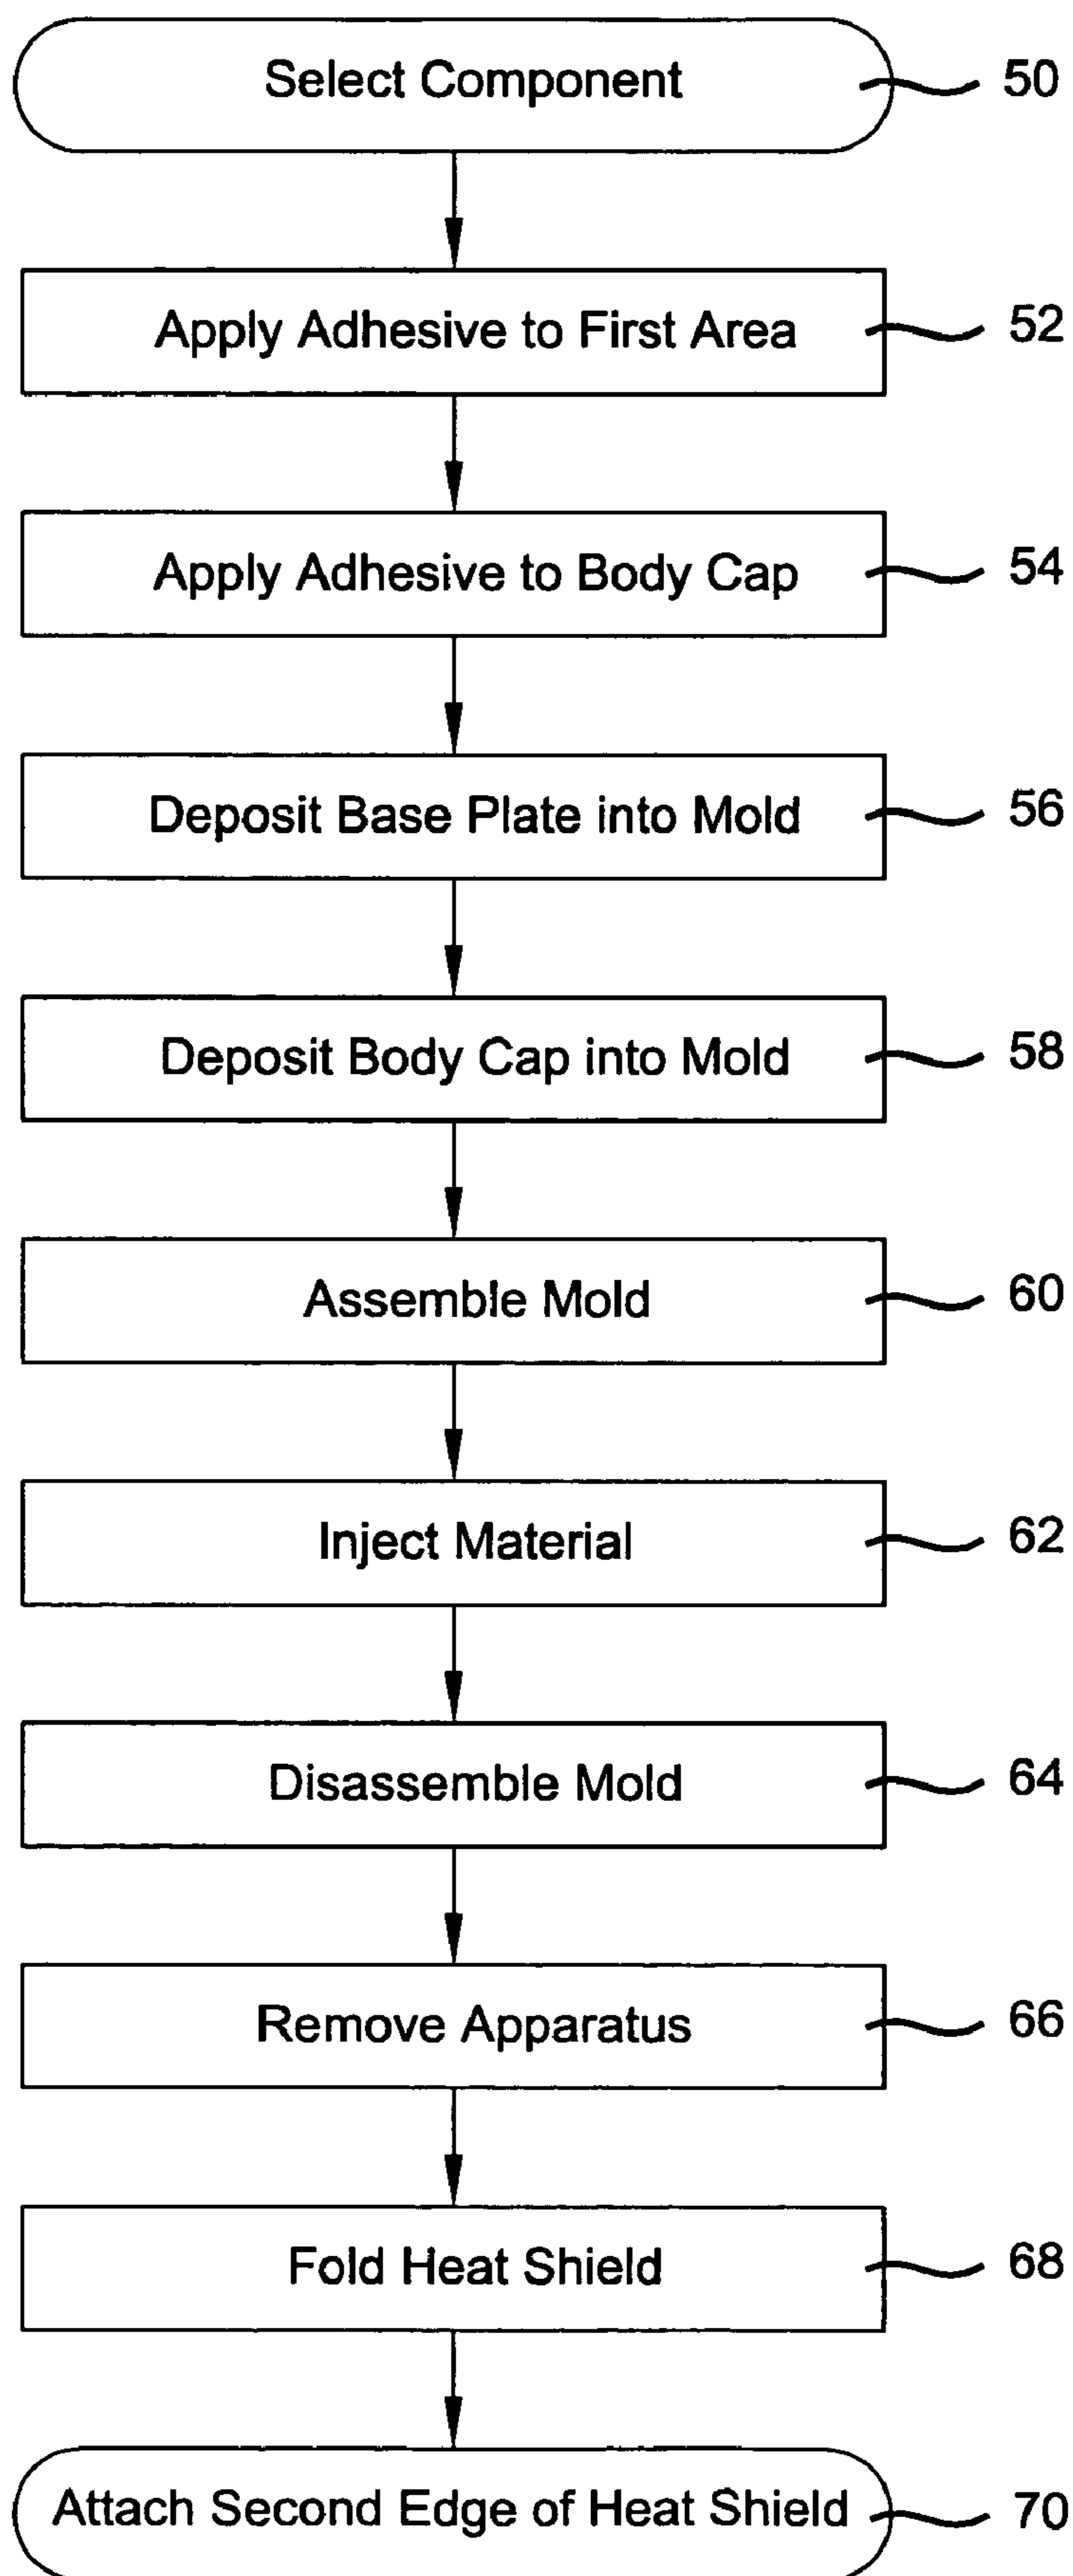 Select Component 50
Apply Adhesive to First Area 52
Apply Adhesive to Body Cap 54
Deposit Base Plate into Mold 56
Deposit Body Cap into Mold 58
Assemble Mold 60
Inject Material 62
Disassemble Mold 64
Remove Apparatus 66
Fold Heat Shield 68
Attach Second Edge of Heat Shield 70